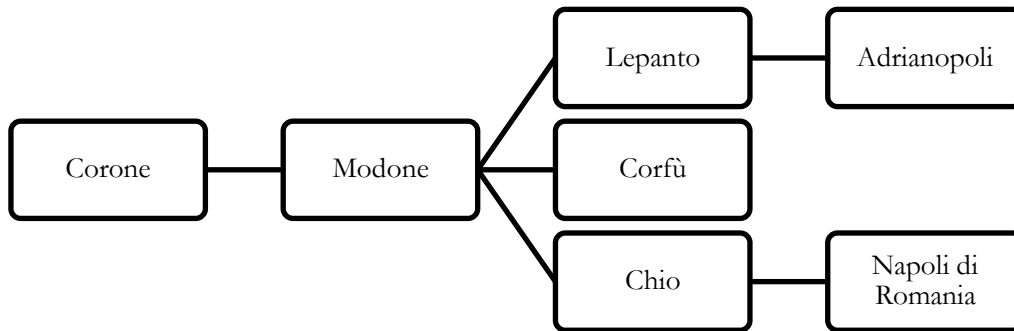 Lepanto
Adrianopoli
Corone
Modone
Corfù
Chio
Napoli di
Romania